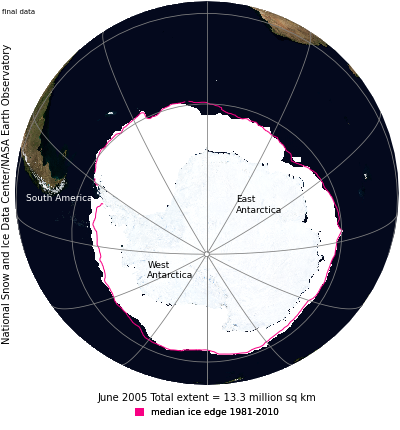 final data
National Snow and Ice Data Center/NASA Earth Observatory
South America
East
Antarctica
West
Antarctica
June 2005 Total extent = 13.3 million sq km
median ice edge 1981-2010